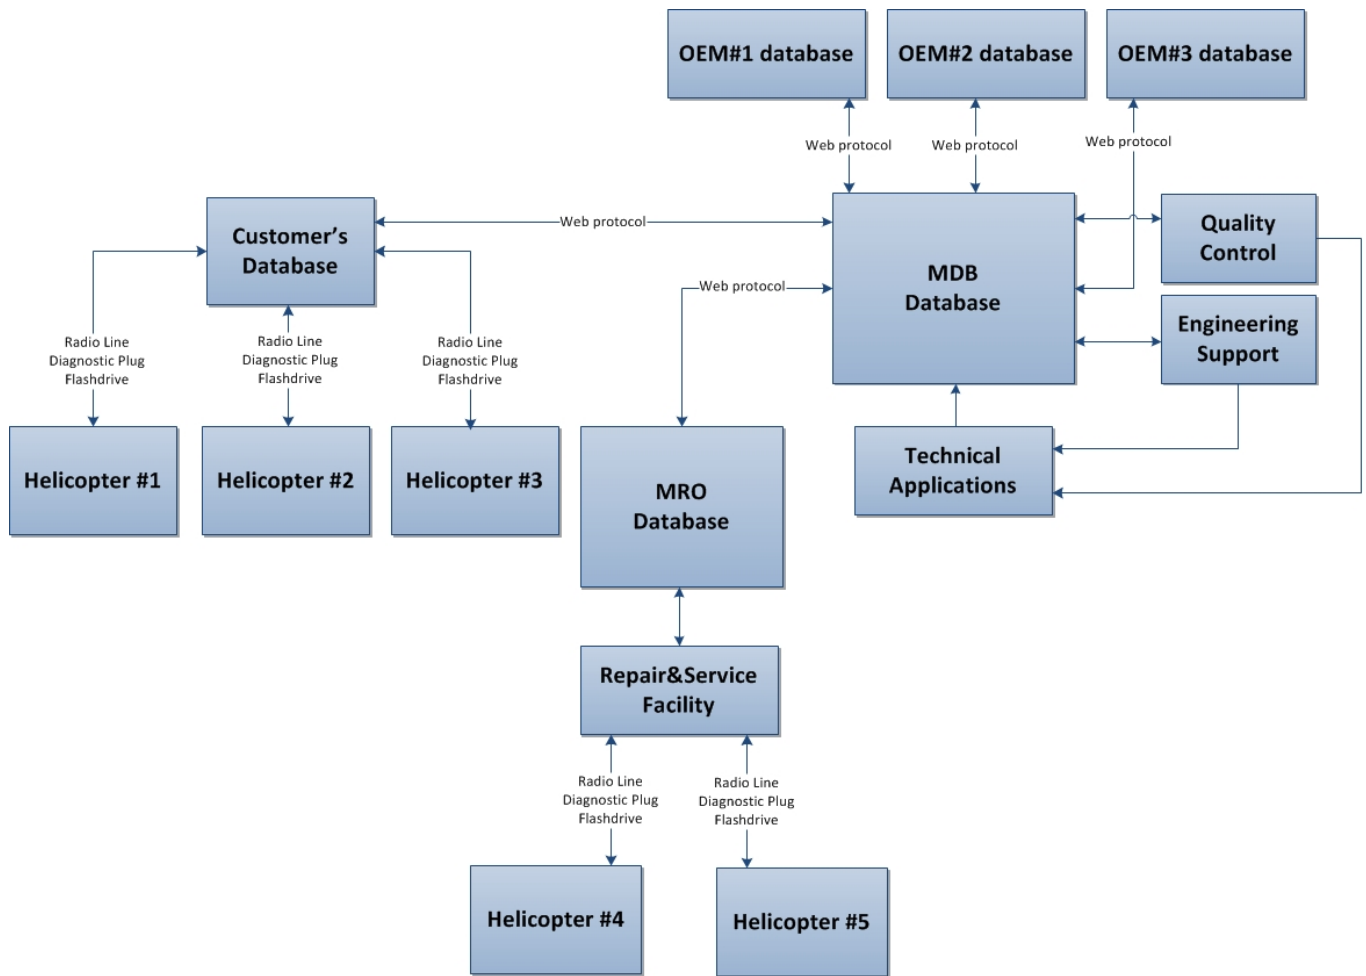 OEM#1 database
OEM#2 database
OEM#3 database
Web protocol
Web protocol
Web protocol
Customer’s
Database
Web protocol
MDB
Database
Quality
Control
Web protocol
Engineering
Support
Radio Line
Diagnostic Plug
Flashdrive
Radio Line
Diagnostic Plug
Flashdrive
Radio Line
Diagnostic Plug
Flashdrive
Helicopter #1
Helicopter #2
Helicopter #3
MRO
Database
Technical
Applications
Repair&Service
Facility
Radio Line
Diagnostic Plug
Flashdrive
Radio Line
Diagnostic Plug
Flashdrive
Helicopter #4
Helicopter #5